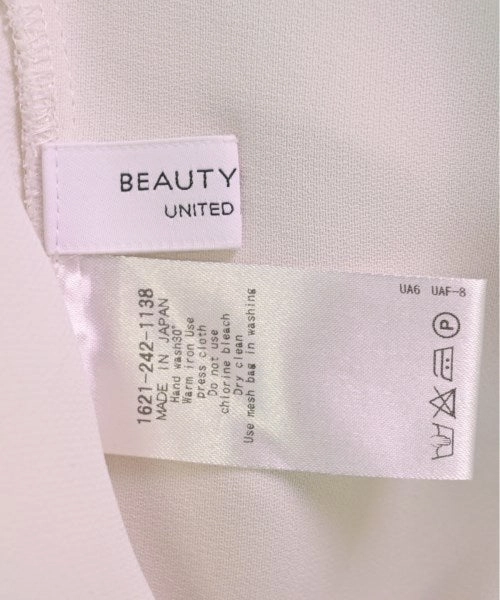 BEAUTY
UNITED
UA6 UAF-8
1621-242-1138
MADE IN JAPAN
Hand wash30°
Warm iron Use
press cloth
Do not use
chlorine bleach
Dry clean
Use mesh bag in washing
P